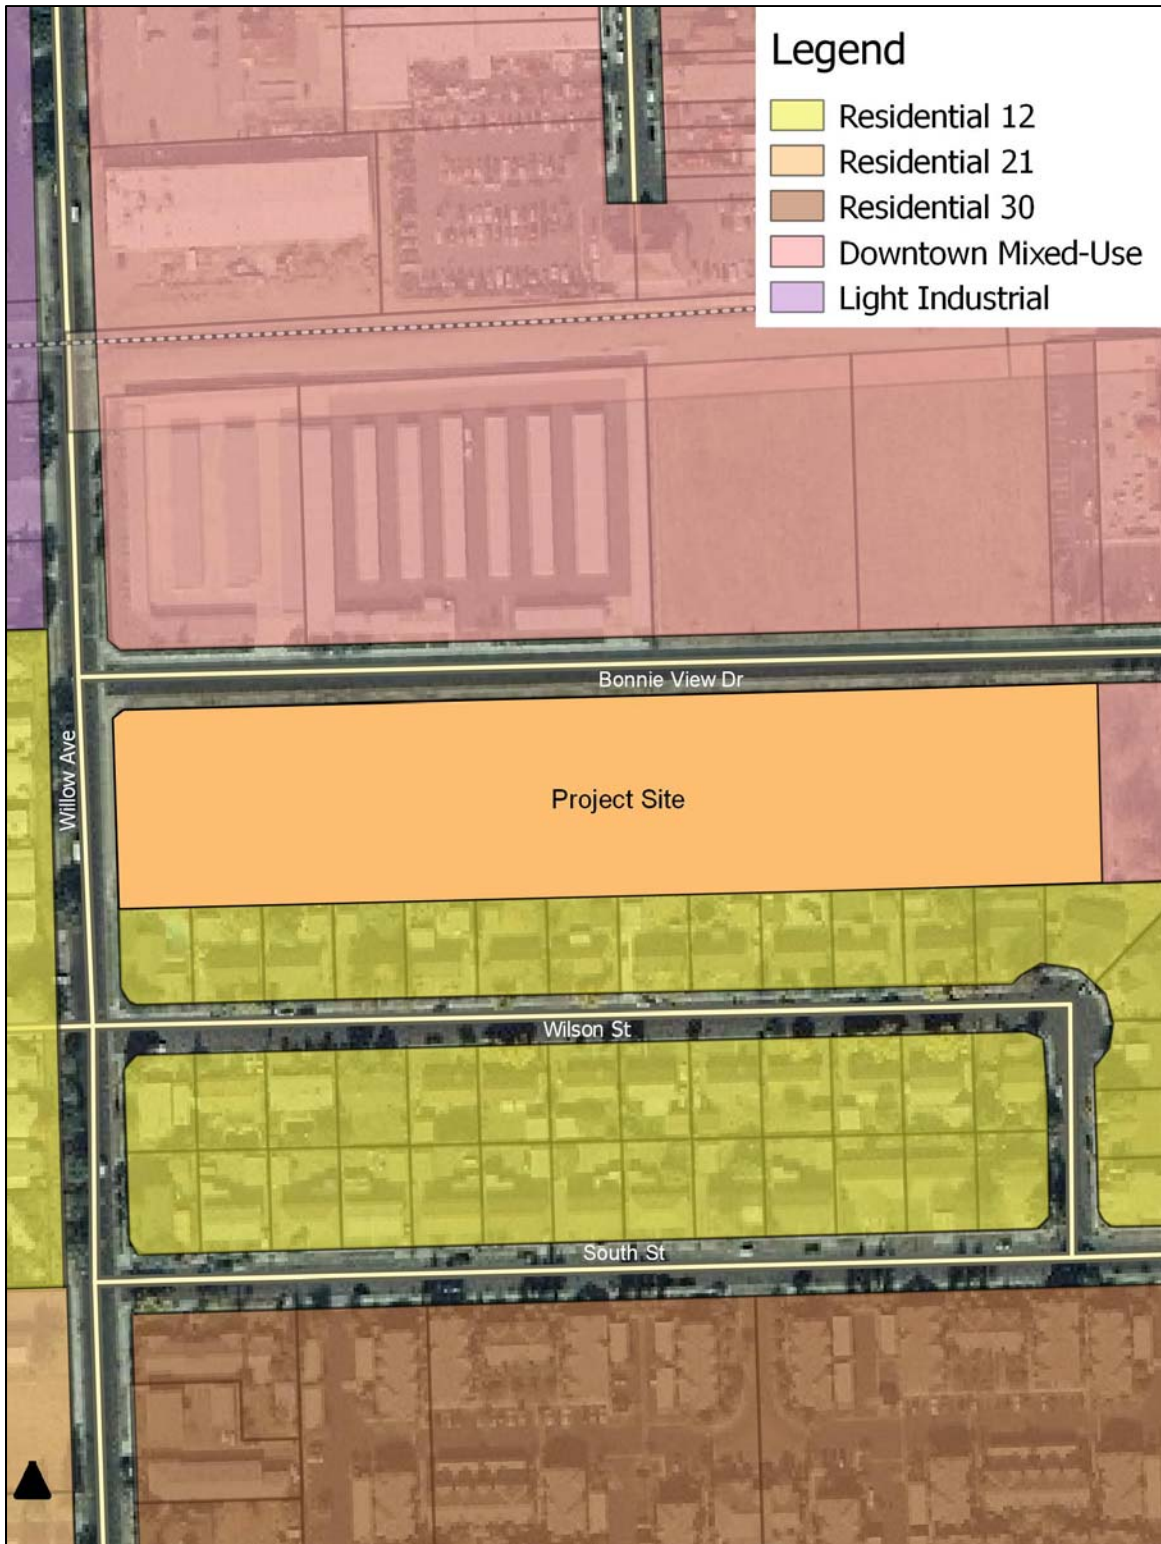 Legend
Residential 12
Residential 21
Residential 30
Downtown Mixed-Use
Light Industrial
Bonnie View Dr
Willow Ave
Project Site
Wilson St
South St